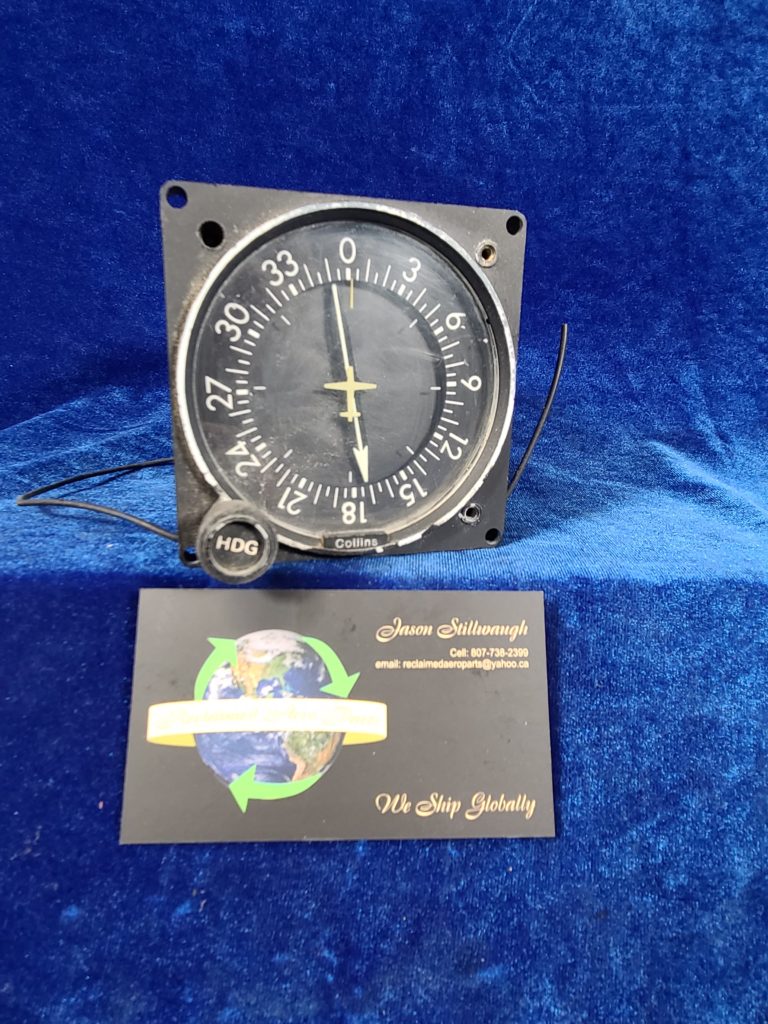 0
3
6
9
12
15
18
21
24
27
30
33
HDG
Collins
Jason Stillwaugh
Cell: 807-738-2399
email: reclaimedaeroparts@yahoo.ca
We Ship Globally